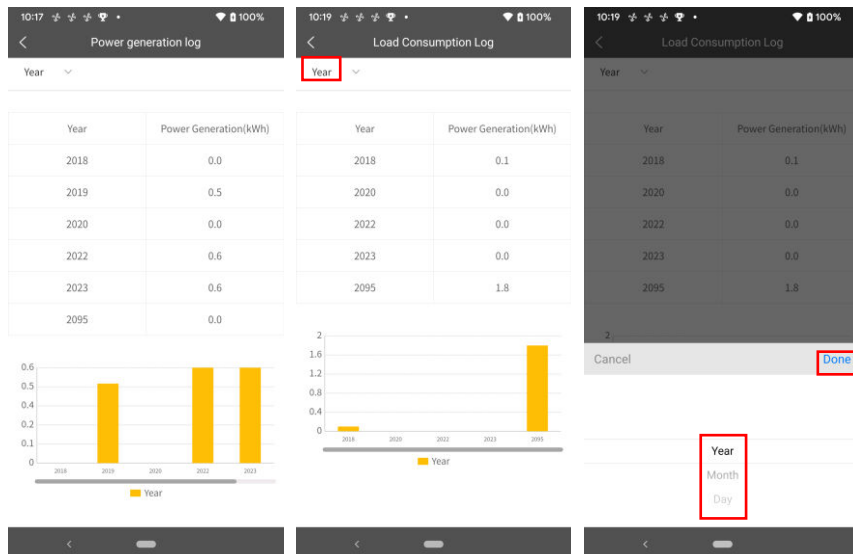 10:17 100%
Power generation log
Year
Year Power Generation(kWh)
2018 0.0
2019 0.5
2020 0.0
2022 0.6
2023 0.6
2095 0.0
0.6
0.5
0.4
0.2
0.1
0
2018 2019 2020 2022 2023
Year
10:19 100%
Load Consumption Log
Year
Year Power Generation(kWh)
2018 0.1
2020 0.0
2022 0.0
2023 0.0
2095 1.8
2
1.6
1.2
0.8
0.4
0
2018 2020 2022 2023 2095
Year
10:19 100%
Load Consumption Log
Year
Year Power Generation(kWh)
2018 0.1
2020 0.0
2022 0.0
2023 0.0
2095 1.8
2
Cancel Done
Year
Month
Day